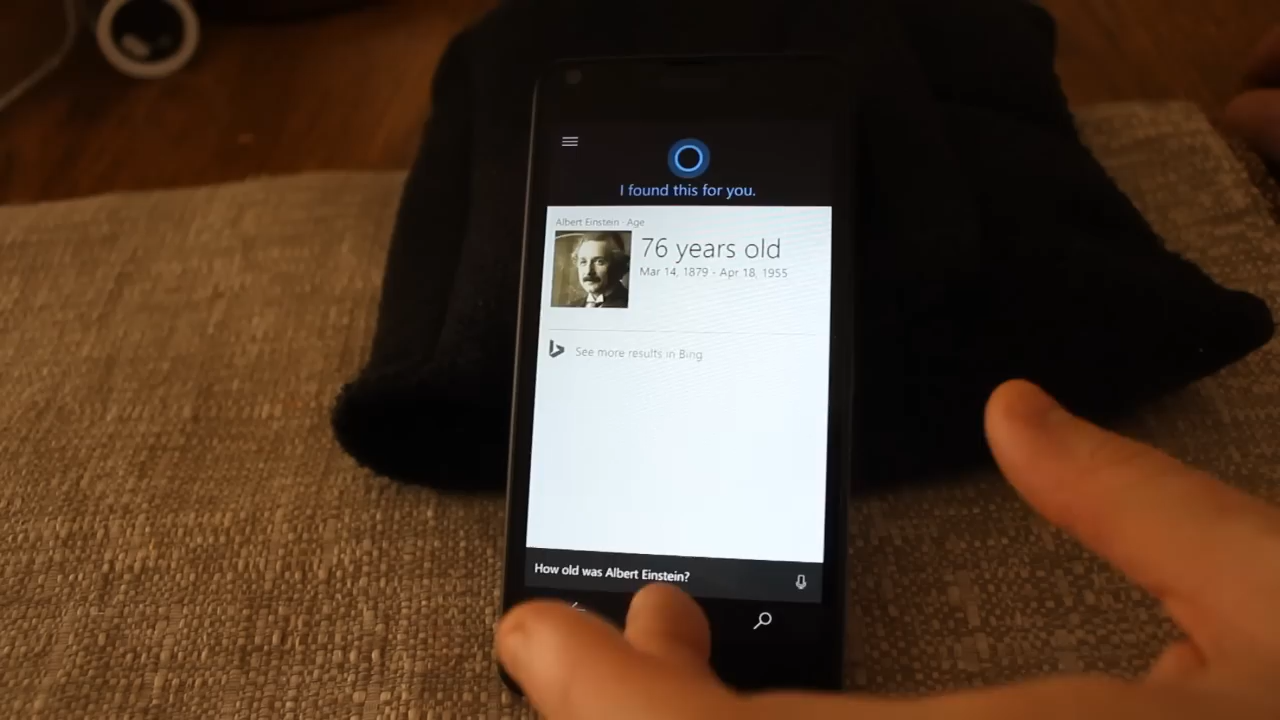 I found this for you.
Albert Einstein · Age
76 years old
Mar 14, 1879 - Apr 18, 1955
See more results in Bing
How old was Albert Einstein?